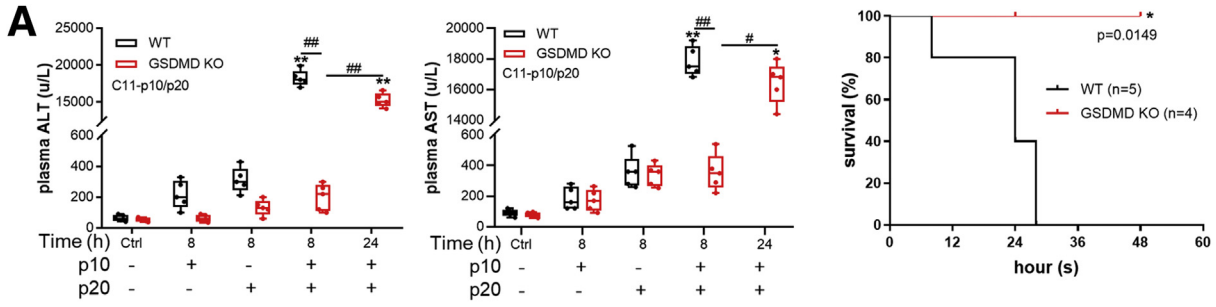 A
plasma ALT (u/L)
25000
20000
15000
600
400
200
0
WT
GSDMD KO
C11-p10/p20
**
##
##
**
Time (h) Ctrl 8 8 8 24
p10 - + - + +
p20 - - + + +
plasma AST (u/L)
20000
18000
16000
14000
600
400
200
0
WT
GSDMD KO
C11-p10/p20
**
##
#
*
Ctrl 8 8 8 24
p10 - + - + +
p20 - - + + +
survival (%)
100
80
60
40
20
0
*
p=0.0149
WT (n=5)
GSDMD KO (n=4)
0 12 24 36 48 60
hour (s)